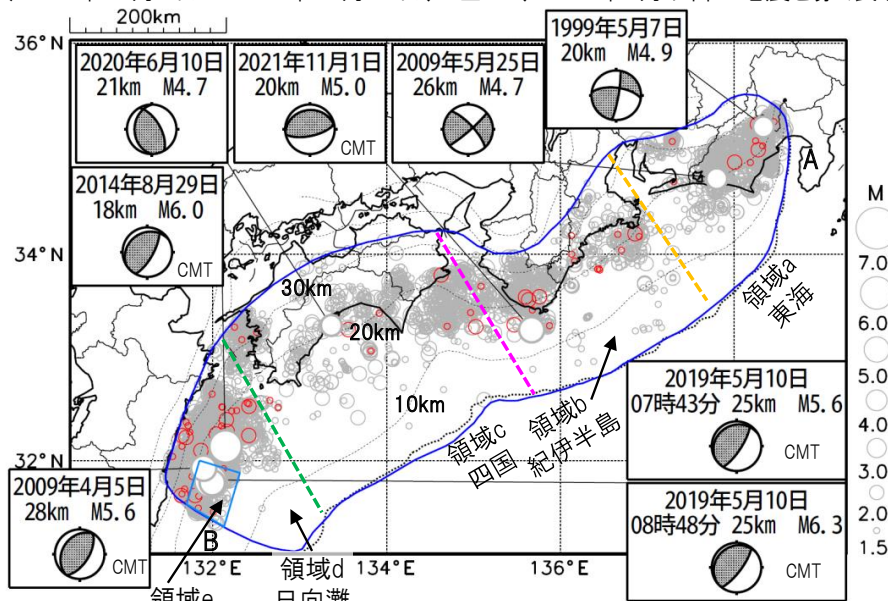 200km
36°N
34°N
32°N
132°E
134°E
136°E
2020年6月10日
21km M4.7
2021年11月1日
20km M5.0
CMT
2009年5月25日
26km M4.7
1999年5月7日
20km M4.9
2014年8月29日
18km M6.0
CMT
A
30km
20km
10km
領域a
東海
領域b
紀伊半島
領域c
四国
領域d
日向灘
領域e
B
2009年4月5日
28km M5.6
CMT
2019年5月10日
07時43分 25km M5.6
CMT
2019年5月10日
08時48分 25km M6.3
CMT
M
7.0
6.0
5.0
4.0
3.0
2.0
1.5